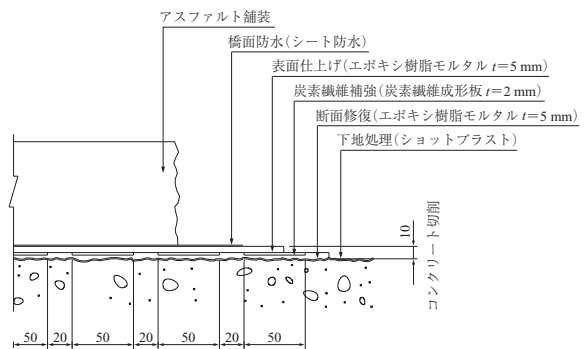 アスファルト舗装
橋面防水(シート防水)
表面仕上げ(エポキシ樹脂モルタル t=5 mm)
炭素繊維補強(炭素繊維成形板 t=2 mm)
断面修復(エポキシ樹脂モルタル t=5 mm)
下地処理(ショットブラスト)
10
コンクリート切削
50 20 50 20 50 20 50